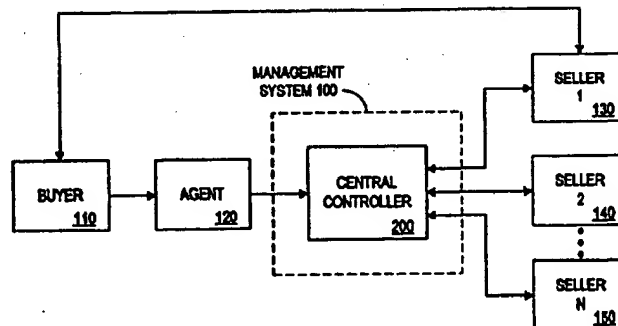 MANAGEMENT
SYSTEM 100
BUYER
110
AGENT
120
CENTRAL
CONTROLLER
200
SELLER
1
130
SELLER
2
140
SELLER
N
150